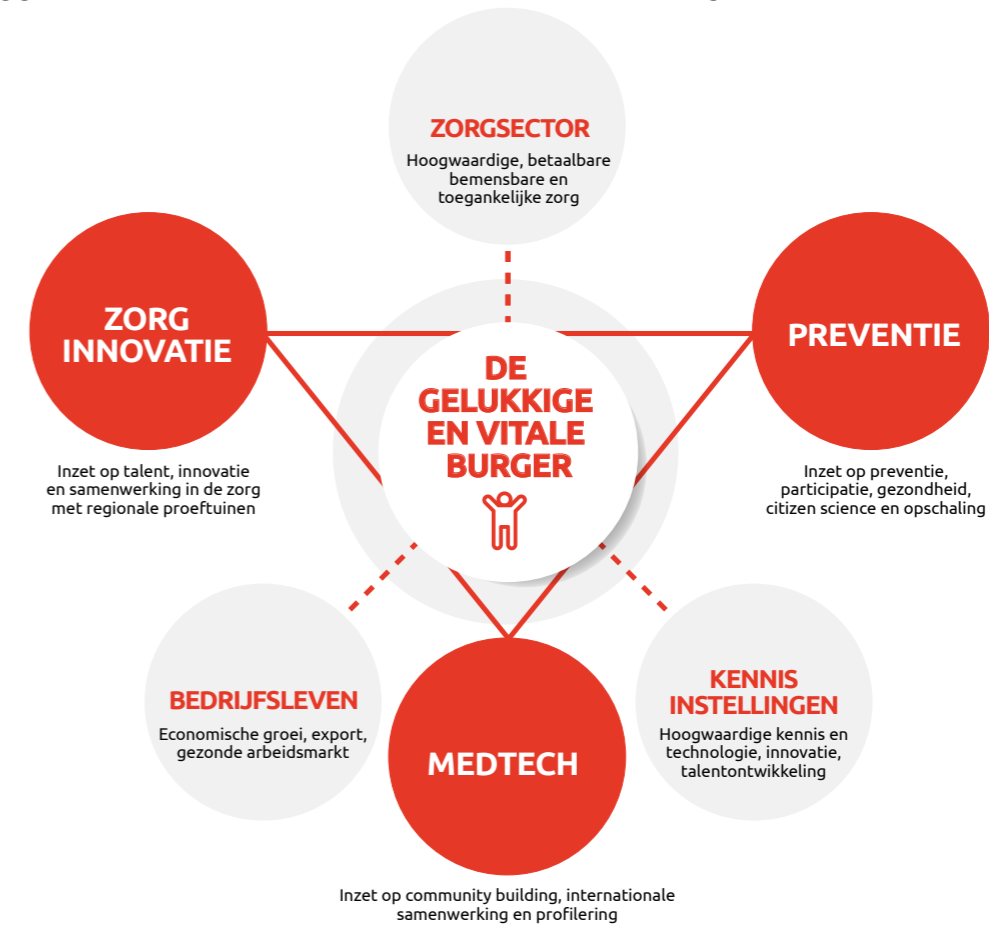 ZORGSECTOR
Hoogwaardige, betaalbare
bemensbare en
toegankelijke zorg
ZORG
INNOVATIE
Inzet op talent, innovatie
en samenwerking in de zorg
met regionale proeftuinen
DE
GELUKKIGE
EN VITALE
BURGER
PREVENTIE
Inzet op preventie,
participatie, gezondheid,
citizen science en opschaling
BEDRIJFSLEVEN
Economische groei, export,
gezonde arbeidsmarkt
MEDTECH
Inzet op community building, internationale
samenwerking en profilering
KENNIS
INSTELLINGEN
Hoogwaardige kennis en
technologie, innovatie,
talentontwikkeling